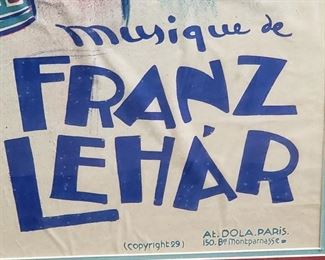 musique de
FRANZ
LEHÁR
(copyright 29)
At. DOLA. PARIS.
150. Bd Montparnasse